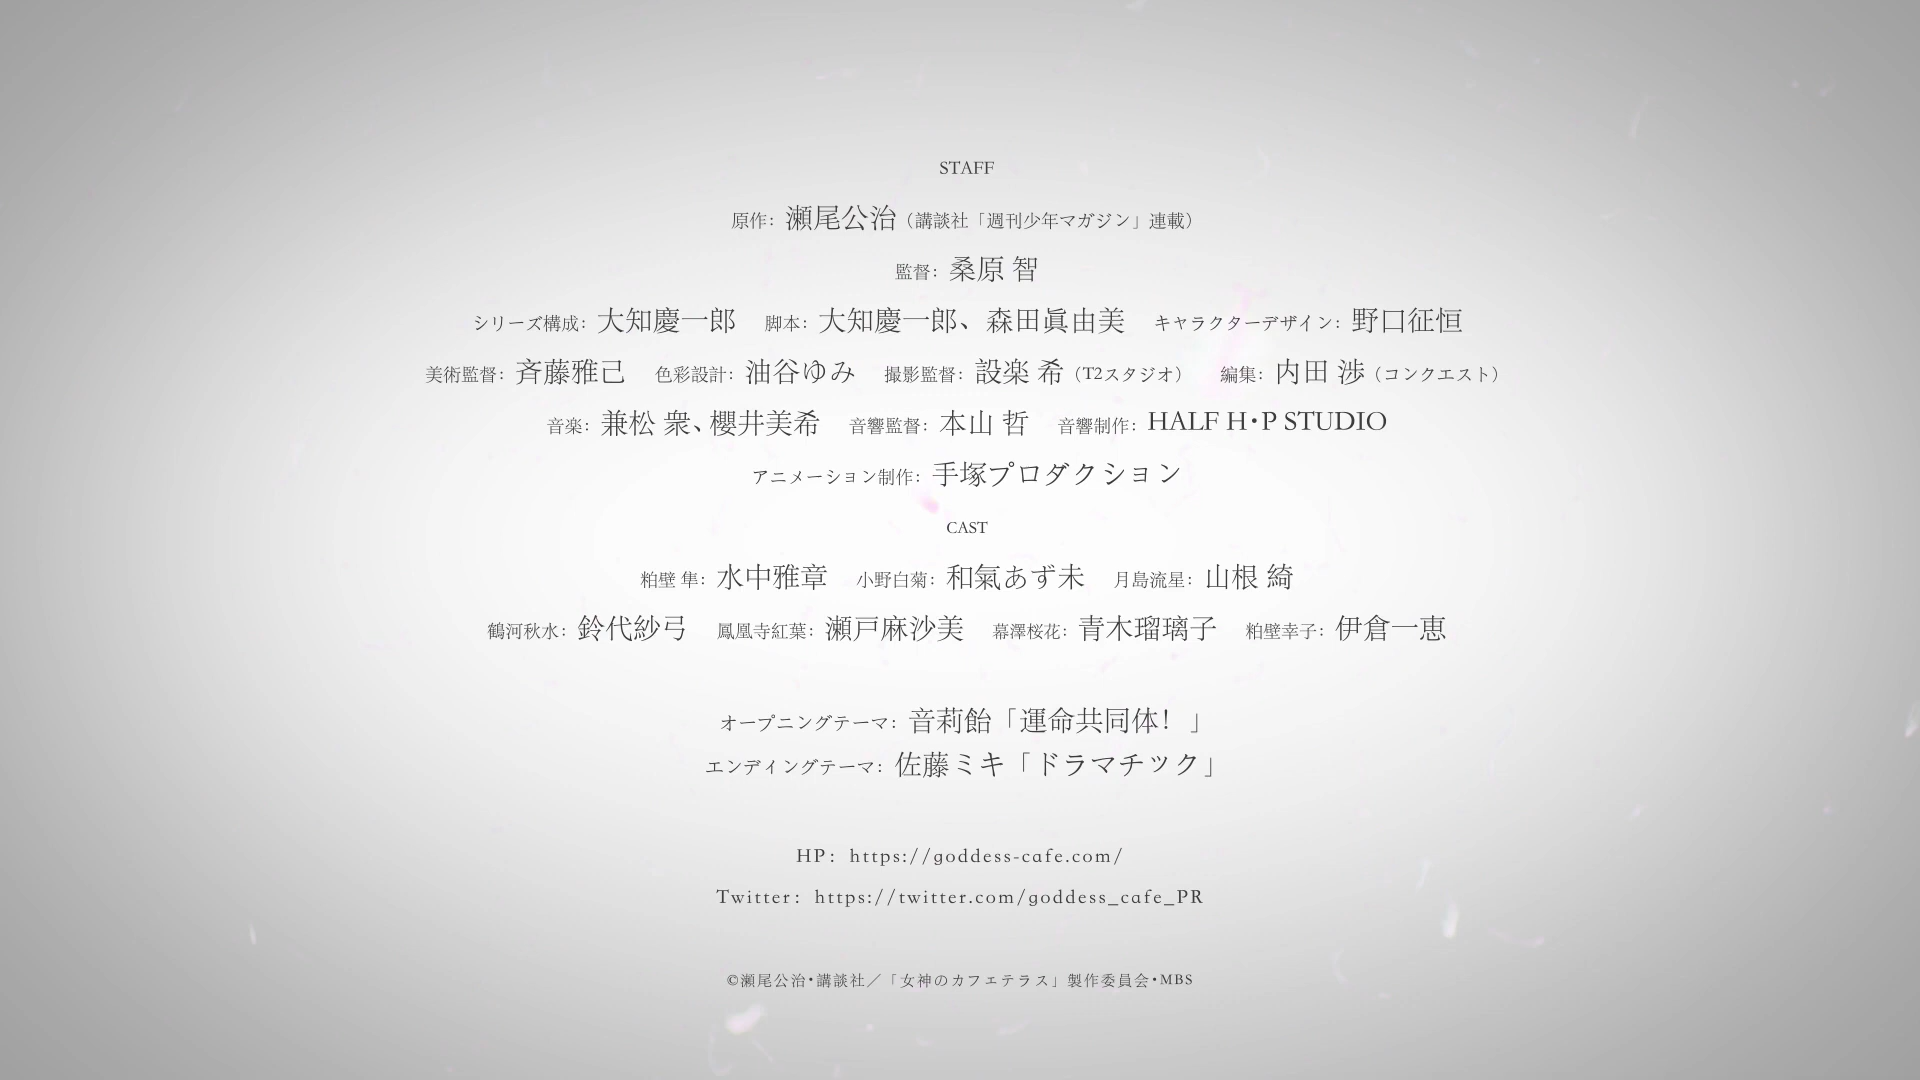 STAFF
原作： 瀬尾公治（講談社「週刊少年マガジン」連載）
監督： 桑原 智
シリーズ構成： 大知慶一郎　脚本： 大知慶一郎、森田眞由美　キャラクターデザイン： 野口征恒
美術監督： 斉藤雅己　色彩設計： 油谷ゆみ　撮影監督： 設楽 希（T2スタジオ）　編集： 内田 渉（コンクエスト）
音楽： 兼松 衆、櫻井美希　音響監督： 本山 哲　音響制作： HALF H・P STUDIO
アニメーション制作： 手塚プロダクション
CAST
粕壁 隼： 水中雅章　小野白菊： 和氣あず未　月島流星： 山根 綺
鶴河秋水： 鈴代紗弓　鳳凰寺紅葉： 瀬戸麻沙美　幕澤桜花： 青木瑠璃子　粕壁幸子： 伊倉一恵
オープニングテーマ： 音莉飴「運命共同体！」
エンディングテーマ： 佐藤ミキ「ドラマチック」
HP： https://goddess-cafe.com/
Twitter： https://twitter.com/goddess_cafe_PR
©瀬尾公治・講談社／「女神のカフェテラス」製作委員会・MBS